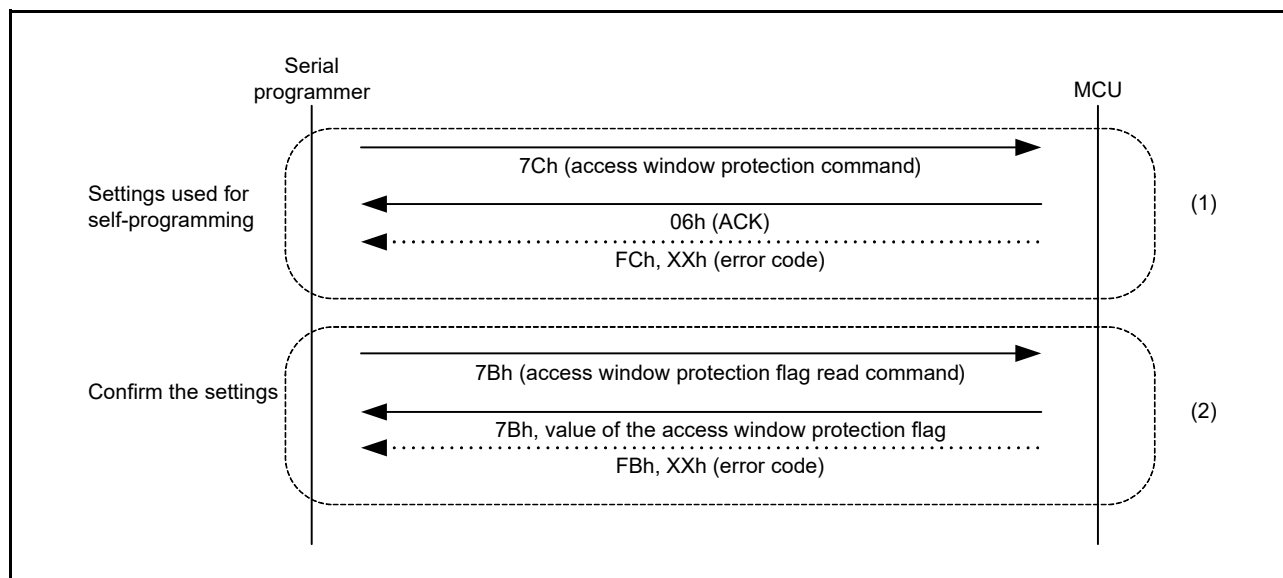 Serial
programmer
MCU
7Ch (access window protection command)
Settings used for
self-programming
06h (ACK)
(1)
FCh, XXh (error code)
7Bh (access window protection flag read command)
Confirm the settings
7Bh, value of the access window protection flag
(2)
FBh, XXh (error code)